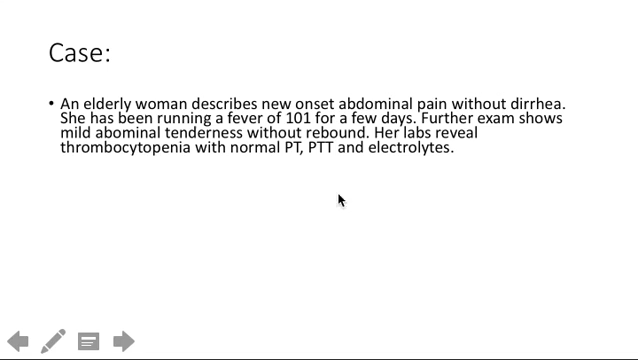 Case:
• An elderly woman describes new onset abdominal pain without dirrhea.
She has been running a fever of 101 for a few days. Further exam shows
mild abominal tenderness without rebound. Her labs reveal
thrombocytopenia with normal PT, PTT and electrolytes.